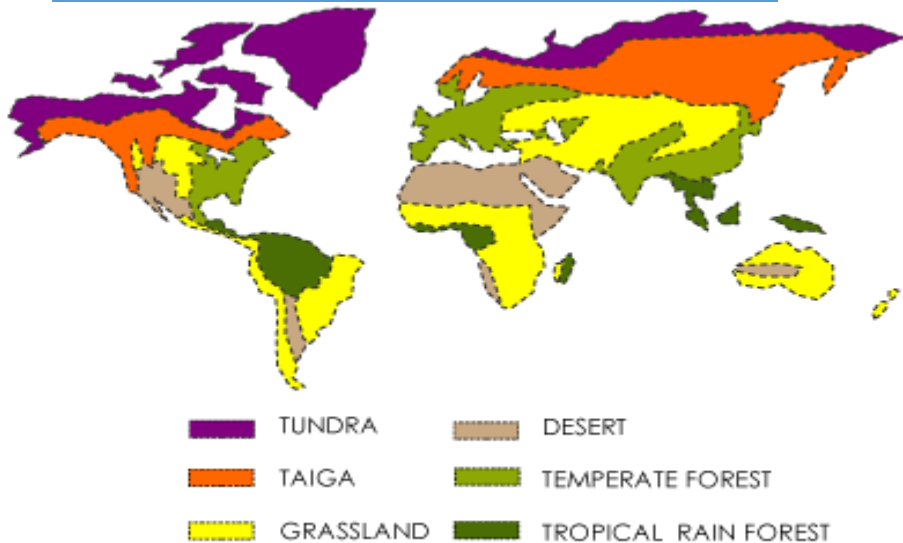 TUNDRA
DESERT
TAIGA
TEMPERATE FOREST
GRASSLAND
TROPICAL RAIN FOREST